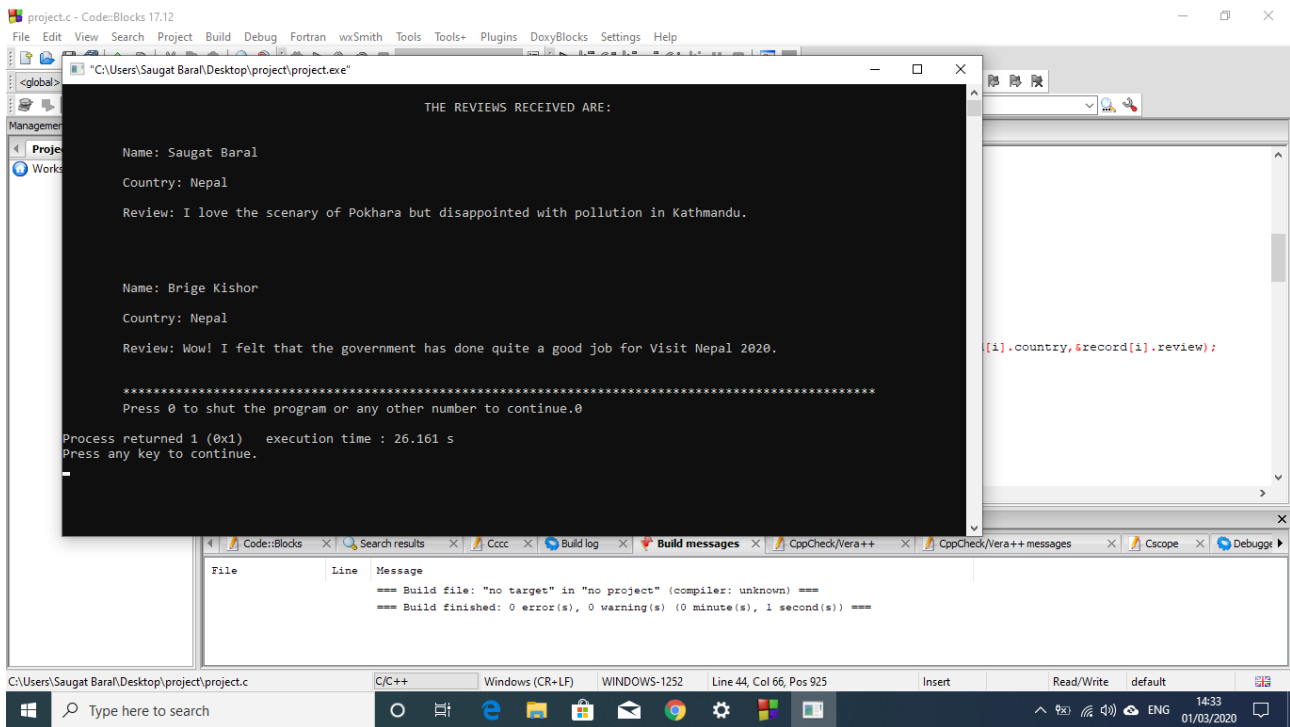 project.c - Code::Blocks 17.12
File Edit View Search Project Build Debug Fortran wxSmith Tools Tools+ Plugins DoxyBlocks Settings Help
<global>
"C:\Users\Saugat Baral\Desktop\project\project.exe"
THE REVIEWS RECEIVED ARE:
Name: Saugat Baral
Country: Nepal
Review: I love the scenary of Pokhara but disappointed with pollution in Kathmandu.
Name: Brige Kishor
Country: Nepal
Review: Wow! I felt that the government has done quite a good job for Visit Nepal 2020.
****************************************************************************************************
Press 0 to shut the program or any other number to continue.0
Process returned 1 (0x1) execution time : 26.161 s
Press any key to continue.
Managemen
Proje
Works
[i].country,&record[i].review);
Code::Blocks Search results Cccc Build log Build messages CppCheck/Vera++ CppCheck/Vera++ messages Cscope Debugge
File Line Message
=== Build file: "no target" in "no project" (compiler: unknown) ===
=== Build finished: 0 error(s), 0 warning(s) (0 minute(s), 1 second(s)) ===
C:\Users\Saugat Baral\Desktop\project\project.c C/C++ Windows (CR+LF) WINDOWS-1252 Line 44, Col 66, Pos 925 Insert Read/Write default
Type here to search ENG 14:33
01/03/2020